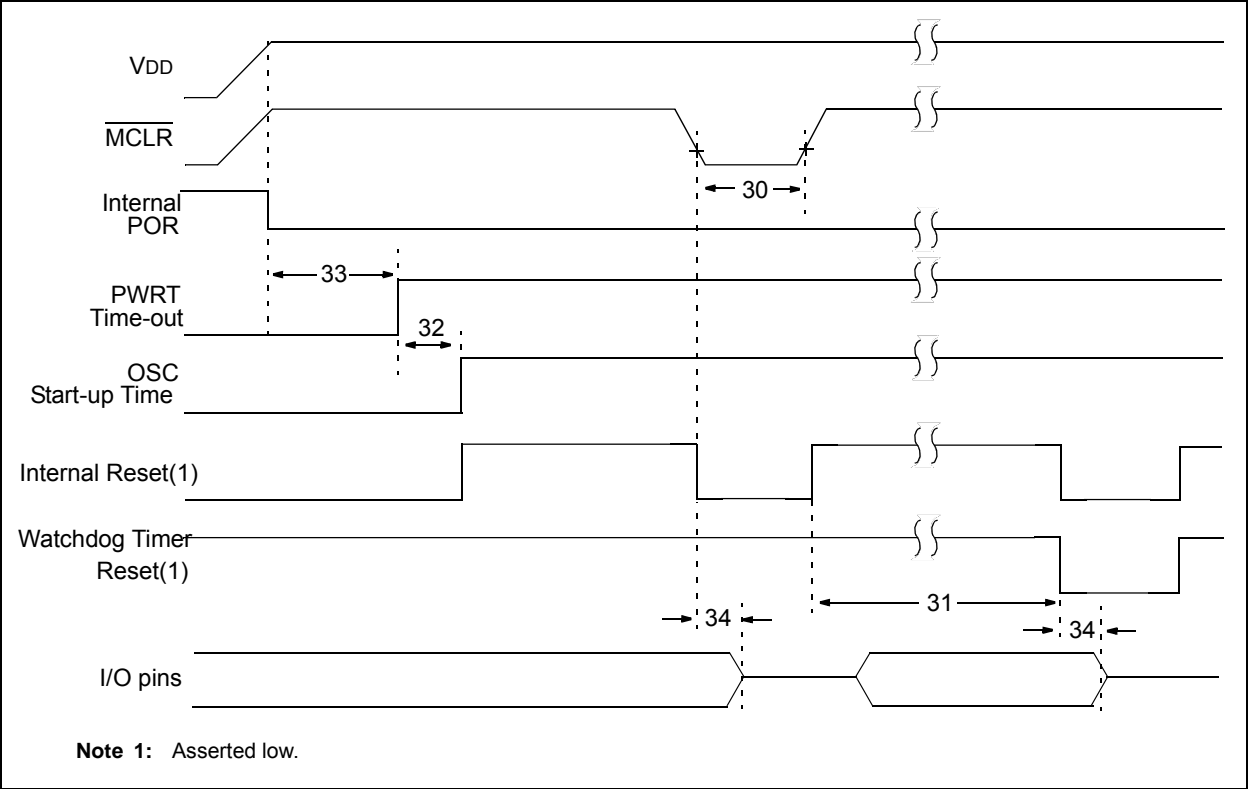 VDD
MCLR
30
Internal
POR
33
PWRT
Time-out
32
OSC
Start-up Time
Internal Reset(1)
Watchdog Timer
Reset(1)
31
34
34
I/O pins
Note 1: Asserted low.